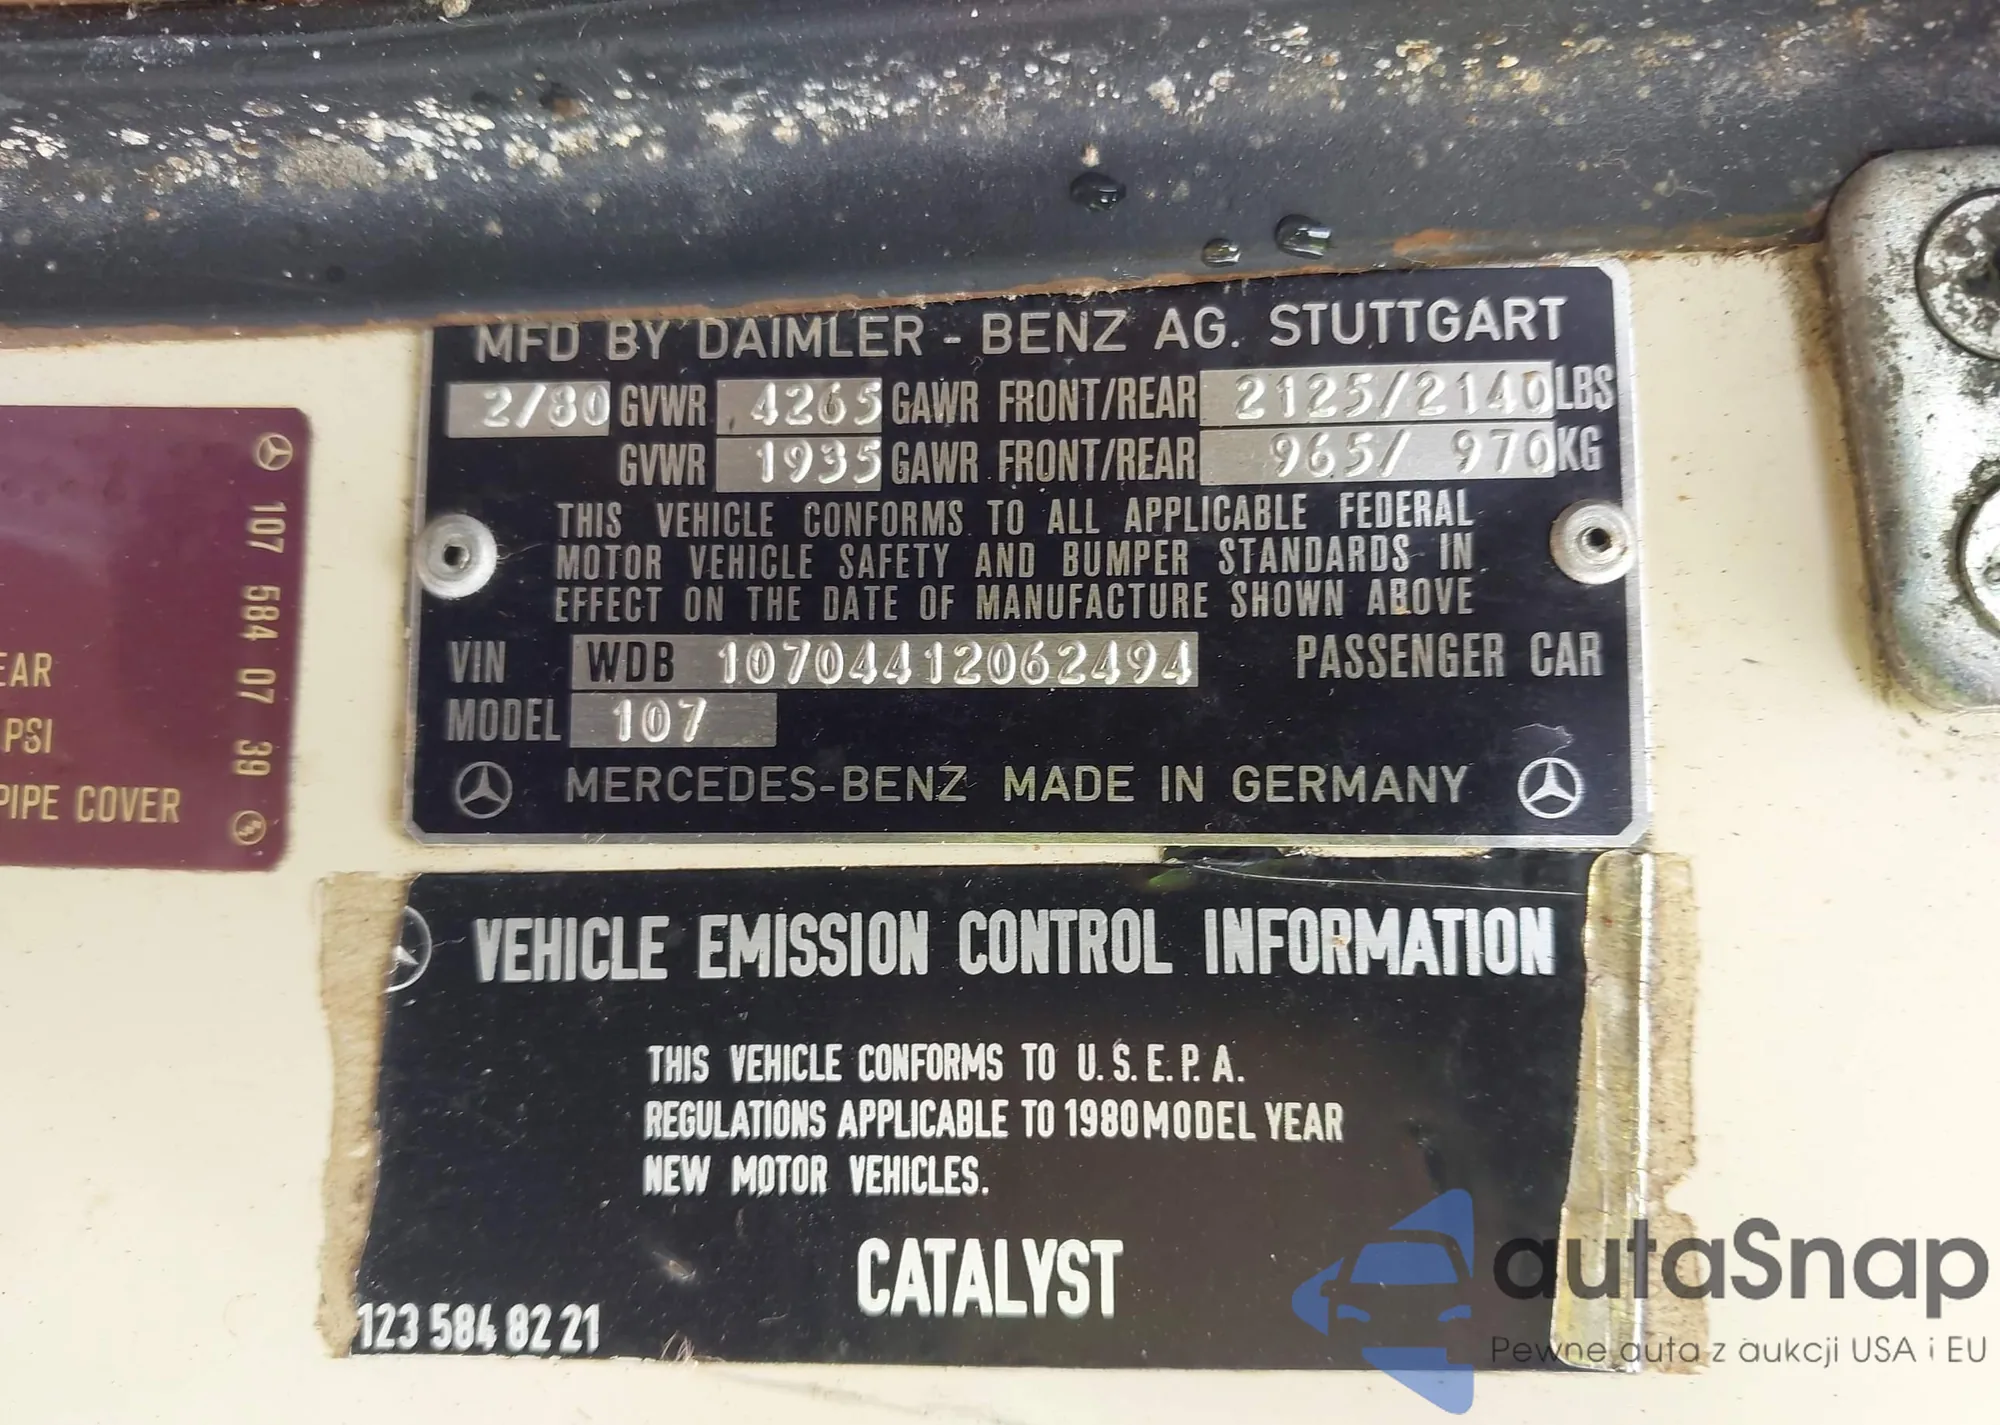 MFD BY DAIMLER - BENZ AG. STUTTGART
2/80 GVWR 4265 GAWR FRONT/REAR 2125/2140 LBS
GVWR 1935 GAWR FRONT/REAR 965/ 970 KG
THIS VEHICLE CONFORMS TO ALL APPLICABLE FEDERAL
MOTOR VEHICLE SAFETY AND BUMPER STANDARDS IN
EFFECT ON THE DATE OF MANUFACTURE SHOWN ABOVE
VIN WDB 10704412062494 PASSENGER CAR
MODEL 107
MERCEDES-BENZ MADE IN GERMANY
107 584 07 39
EAR
PSI
PIPE COVER
VEHICLE EMISSION CONTROL INFORMATION
THIS VEHICLE CONFORMS TO U.S.E.P.A.
REGULATIONS APPLICABLE TO 1980 MODEL YEAR
NEW MOTOR VEHICLES.
CATALYST
123 584 82 21
autaSnap
Pewne auta z aukcji USA i EU